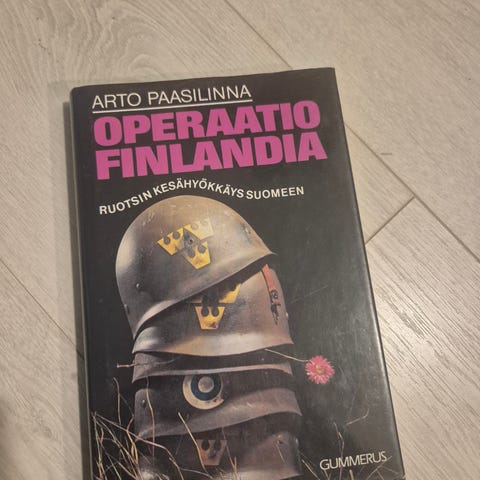 ARTO PAASILINNA
OPERAATIO
FINLANDIA
RUOTSIN KESÄHYÖKKÄYS SUOMEEN
GUMMERUS